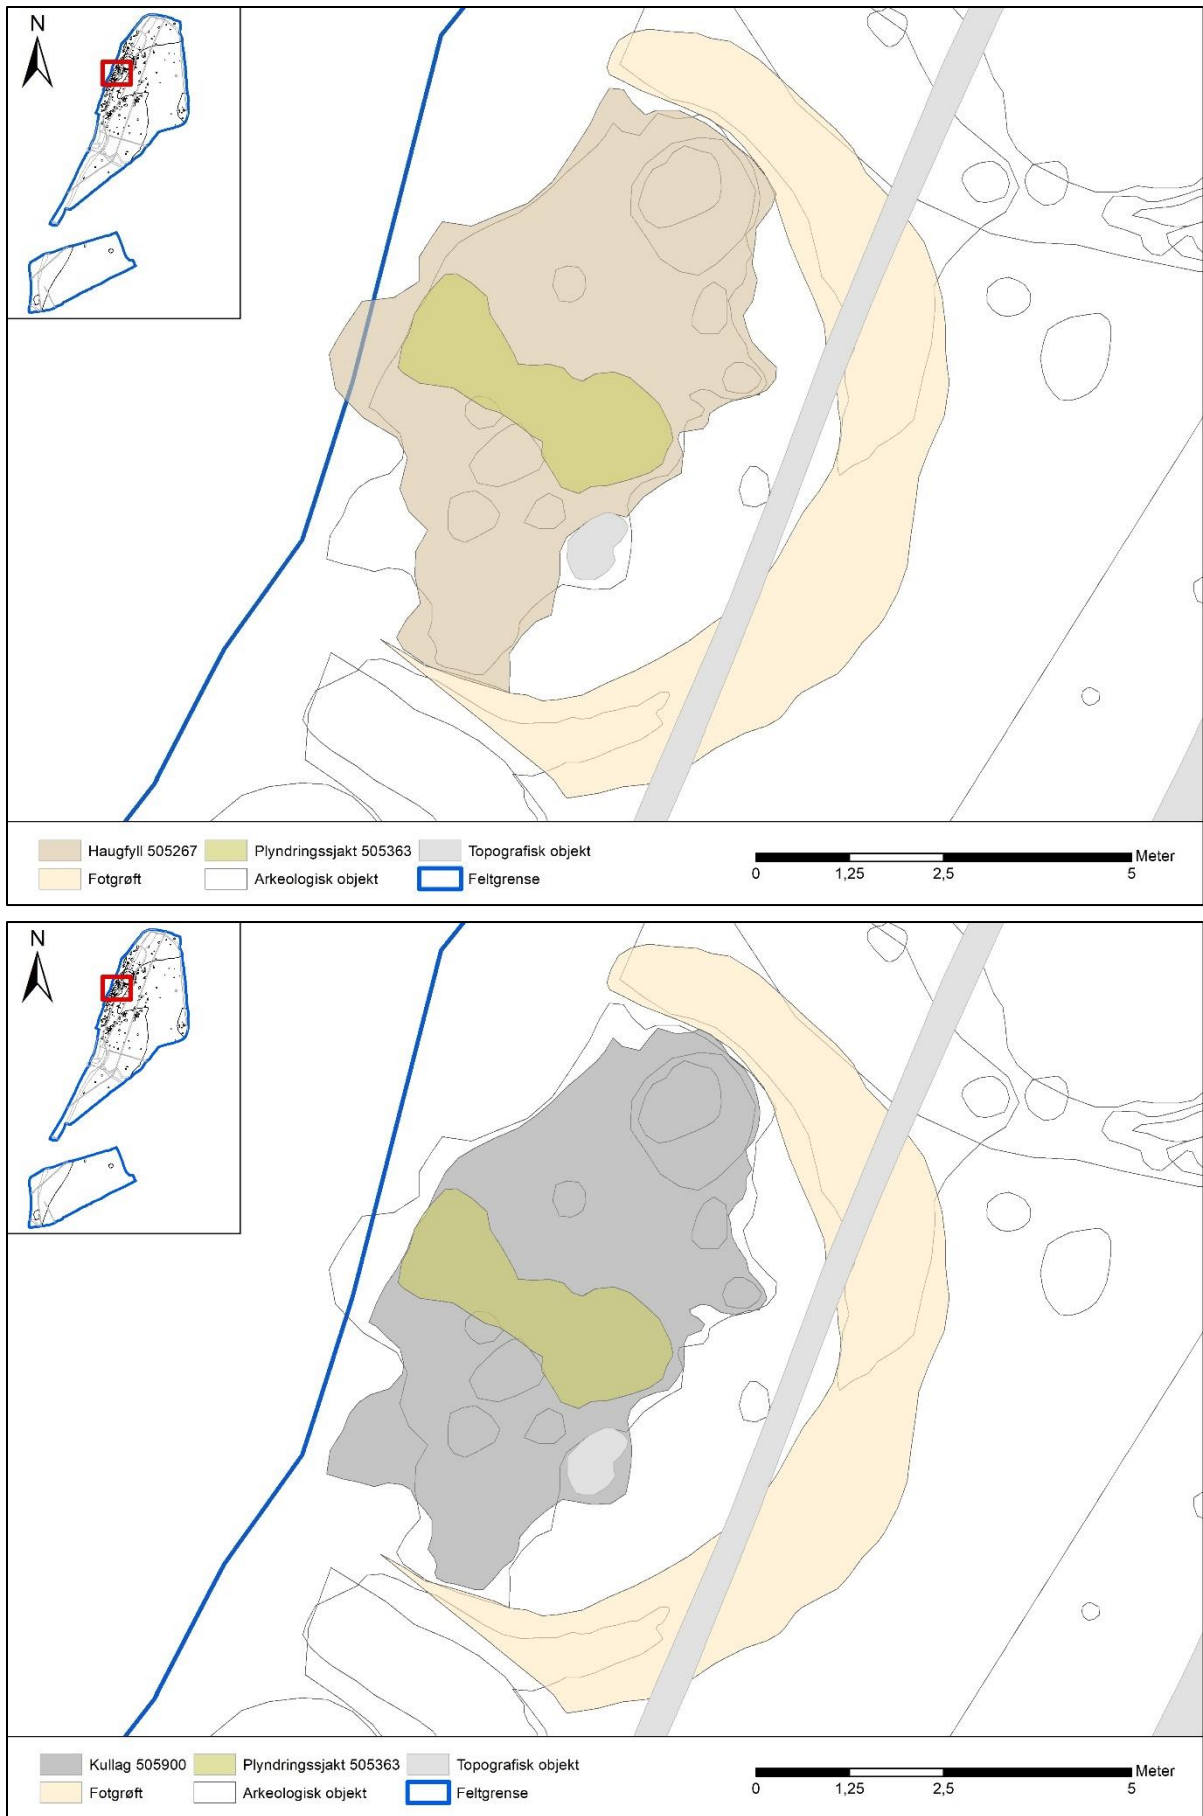 N
Haugfyll 505267 Plyndringssjakt 505363 Topografisk objekt
Fotgrøft Arkeologisk objekt Feltgrense
Meter
0 1,25 2,5 5
N
Kullag 505900 Plyndringssjakt 505363 Topografisk objekt
Fotgrøft Arkeologisk objekt Feltgrense
Meter
0 1,25 2,5 5